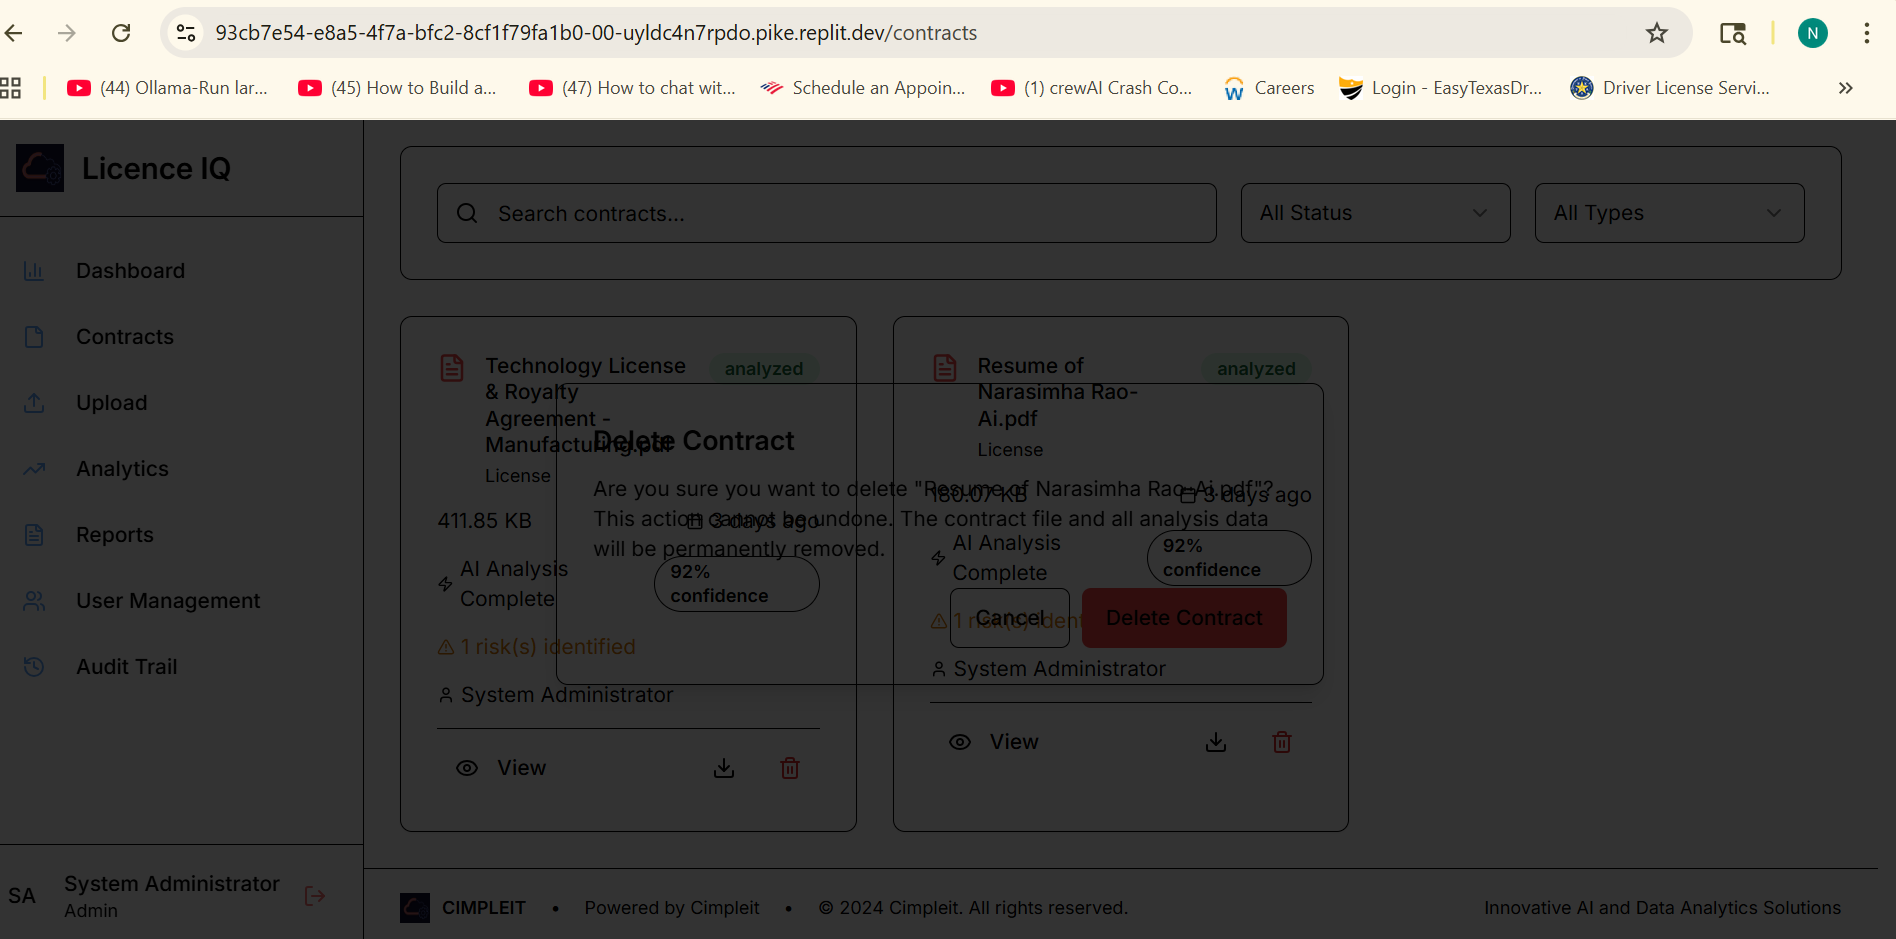 93cb7e54-e8a5-4f7a-bfc2-8cf1f79fa1b0-00-uyldc4n7rpdo.pike.replit.dev/contracts
N
(44) Ollama-Run lar...
(45) How to Build a...
(47) How to chat wit...
Schedule an Appoin...
(1) crewAI Crash Co...
Careers
Login - EasyTexasDr...
Driver License Servi...
Licence IQ
Dashboard
Contracts
Upload
Analytics
Reports
User Management
Audit Trail
SA
System Administrator
Admin
Search contracts...
All Status
All Types
Technology License
& Royalty
Agreement -
Manufacturing.pdf
analyzed
License
411.85 KB
3 days ago
AI Analysis
Complete
92%
confidence
1 risk(s) identified
System Administrator
View
Resume of
Narasimha Rao-
Ai.pdf
analyzed
License
180.07 KB
3 days ago
AI Analysis
Complete
92%
confidence
1 risk(s) ident
System Administrator
View
Delete Contract
Are you sure you want to delete "Resume of Narasimha Rao-Ai.pdf"?
This action cannot be undone. The contract file and all analysis data
will be permanently removed.
Cancel
Delete Contract
CIMPLEIT • Powered by Cimpleit • © 2024 Cimpleit. All rights reserved.
Innovative AI and Data Analytics Solutions